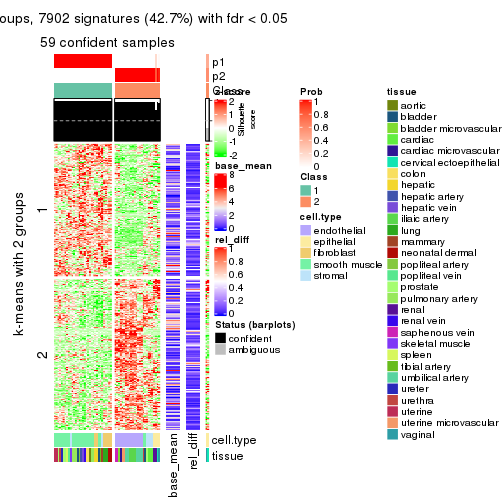 oups, 7902 signatures (42.7%) with fdr < 0.05
59 confident samples
p1
p2
Class
Silhouette
score
k-means with 2 groups
1
2
base_mean
rel_diff
cell.type
tissue
2
1
0
-1
-2
base_mean
8
6
4
2
0
rel_diff
1
0.8
0.6
0.4
0.2
0
Status (barplots)
confident
ambiguous
Prob
1
0.8
0.6
0.4
0.2
0
Class
1
2
cell.type
endothelial
epithelial
fibroblast
smooth muscle
stromal
tissue
aortic
bladder
bladder microvascular
cardiac
cardiac microvascular
cervical ectoepithelial
colon
hepatic
hepatic artery
hepatic vein
iliac artery
lung
mammary
neonatal dermal
popliteal artery
popliteal vein
prostate
pulmonary artery
renal
renal vein
saphenous vein
skeletal muscle
spleen
tibial artery
umbilical artery
ureter
urethra
uterine
uterine microvascular
vaginal